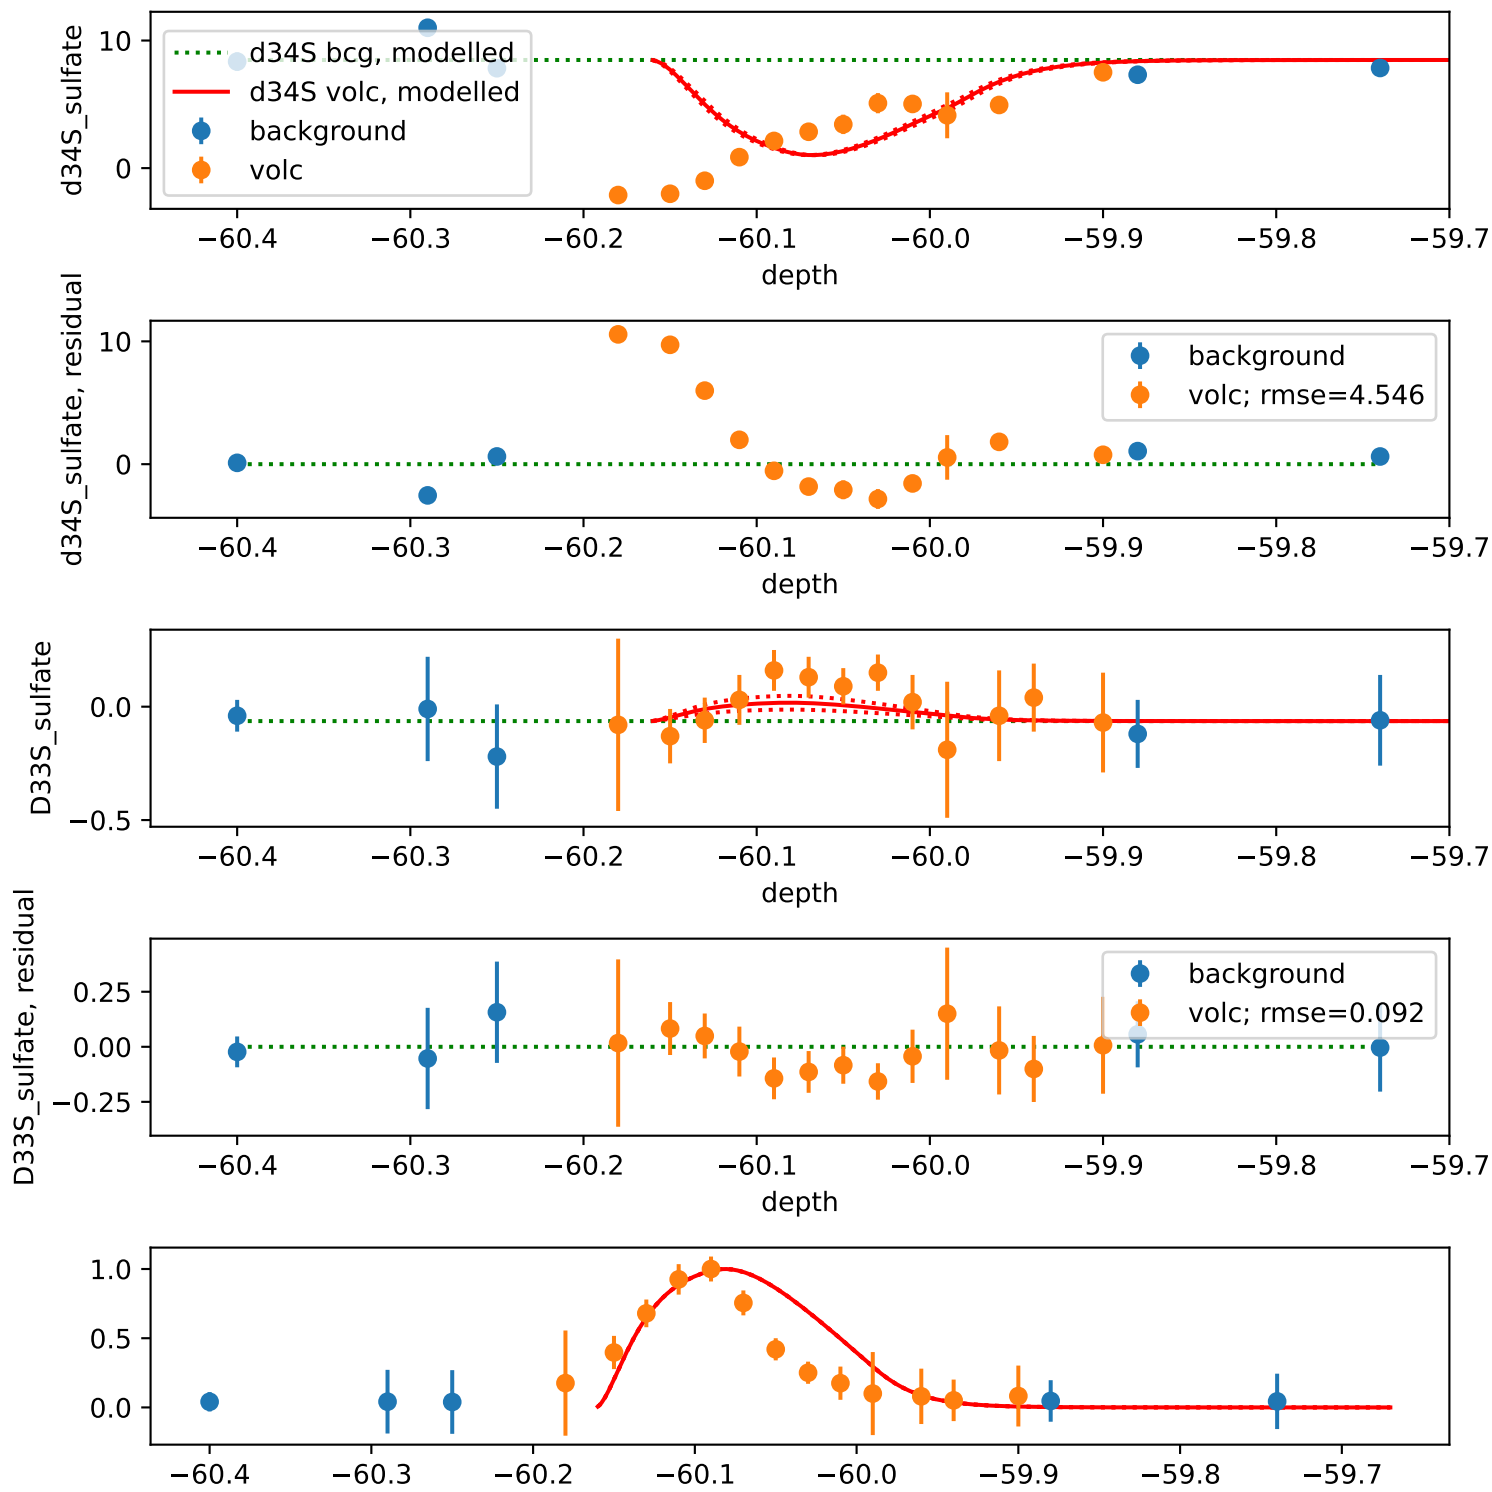 d34S_sulfate
10
0
d34S bcg, modelled
d34S volc, modelled
background
volc
−60.4 −60.3 −60.2 −60.1 −60.0 −59.9 −59.8 −59.7
depth
d34S_sulfate, residual
10
0
background
volc; rmse=4.546
−60.4 −60.3 −60.2 −60.1 −60.0 −59.9 −59.8 −59.7
depth
D33S_sulfate
0.0
−0.5
−60.4 −60.3 −60.2 −60.1 −60.0 −59.9 −59.8 −59.7
depth
D33S_sulfate, residual
0.25
0.00
−0.25
background
volc; rmse=0.092
−60.4 −60.3 −60.2 −60.1 −60.0 −59.9 −59.8 −59.7
depth
1.0
0.5
0.0
−60.4 −60.3 −60.2 −60.1 −60.0 −59.9 −59.8 −59.7